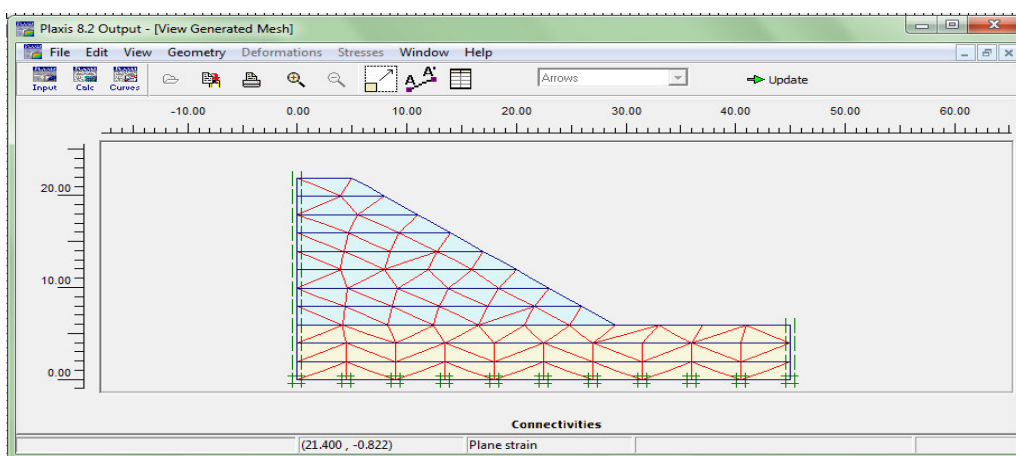 Plaxis 8.2 Output - [View Generated Mesh]
File Edit View Geometry Deformations Stresses Window Help
Input Calc Curves Arrows Update
-10.00 0.00 10.00 20.00 30.00 40.00 50.00 60.00
20.00
10.00
0.00
Connectivities
(21.400 , -0.822) Plane strain